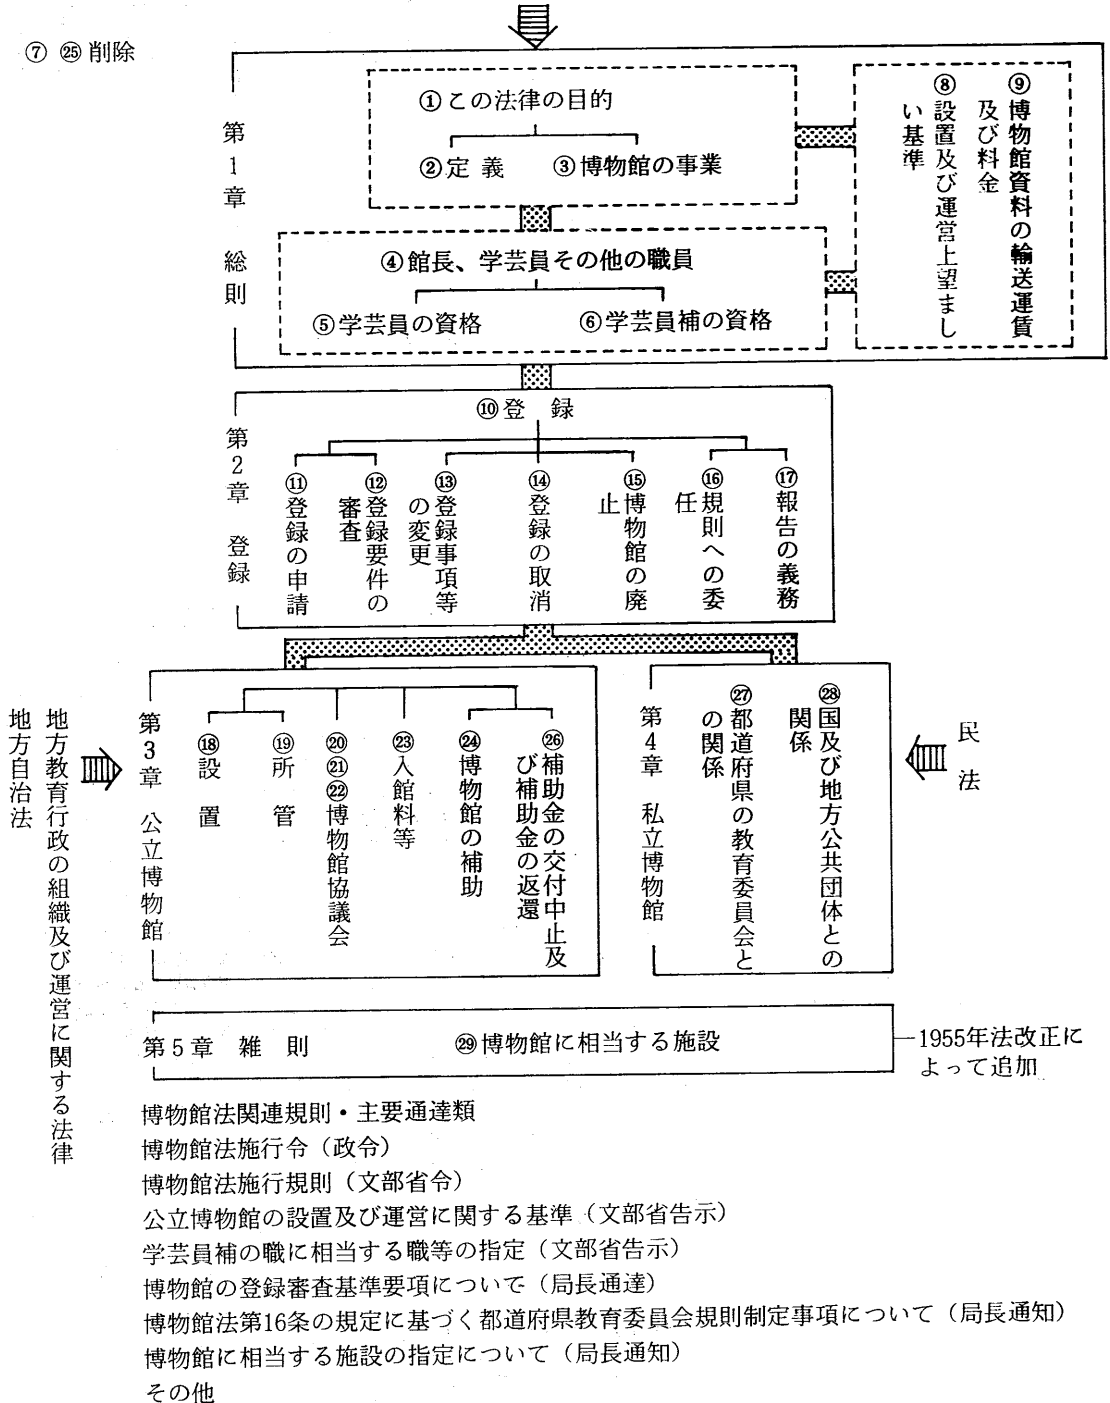 ⑦ ㉕削除
第1章 総則
①この法律の目的
②定義
③博物館の事業
④館長、学芸員その他の職員
⑤学芸員の資格
⑥学芸員補の資格
⑨博物館資料の輸送運賃
及び料金
⑧設置及び運営上望まし
い基準
第2章 登録
⑩登 録
⑪登録の申請
⑫登録要件の
審査
⑬登録事項等
の変更
⑭登録の取消
⑮博物館の廃
止
⑯規則への委
任
⑰報告の義務
地方教育行政の組織及び運営に関する法律
地方自治法
第3章 公立博物館
⑱設 置
⑲所 管
⑳㉑㉒博物館協議会
㉓入館料等
㉔博物館の補助
㉖補助金の交付中止及
び補助金の返還
第4章 私立博物館
㉗都道府県の教育委員会と
の関係
㉘国及び地方公共団体との
関係
民 法
第5章 雑 則
㉙博物館に相当する施設
1955年法改正に
よって追加
博物館法関連規則・主要通達類
博物館法施行令(政令)
博物館法施行規則(文部省令)
公立博物館の設置及び運営に関する基準(文部省告示)
学芸員補の職に相当する職等の指定(文部省告示)
博物館の登録審査基準要項について(局長通達)
博物館法第16条の規定に基づく都道府県教育委員会規則制定事項について(局長通知)
博物館に相当する施設の指定について(局長通知)
その他